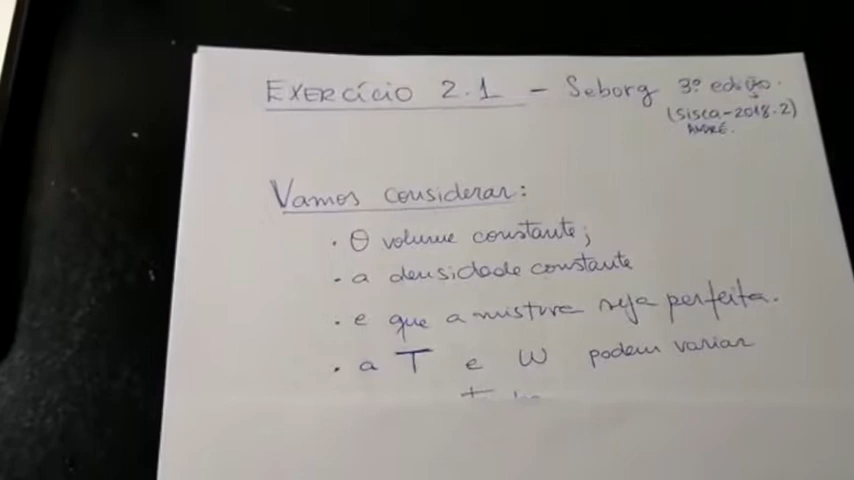 EXERCÍCIO 2.1 - Seborg 3ª edição.
(Sisca-2018.2)
ANDRÉ.
Vamos considerar:
· O volume constante;
· a densidade constante
· e que a mistura seja perfeita.
· a T e W podem variar